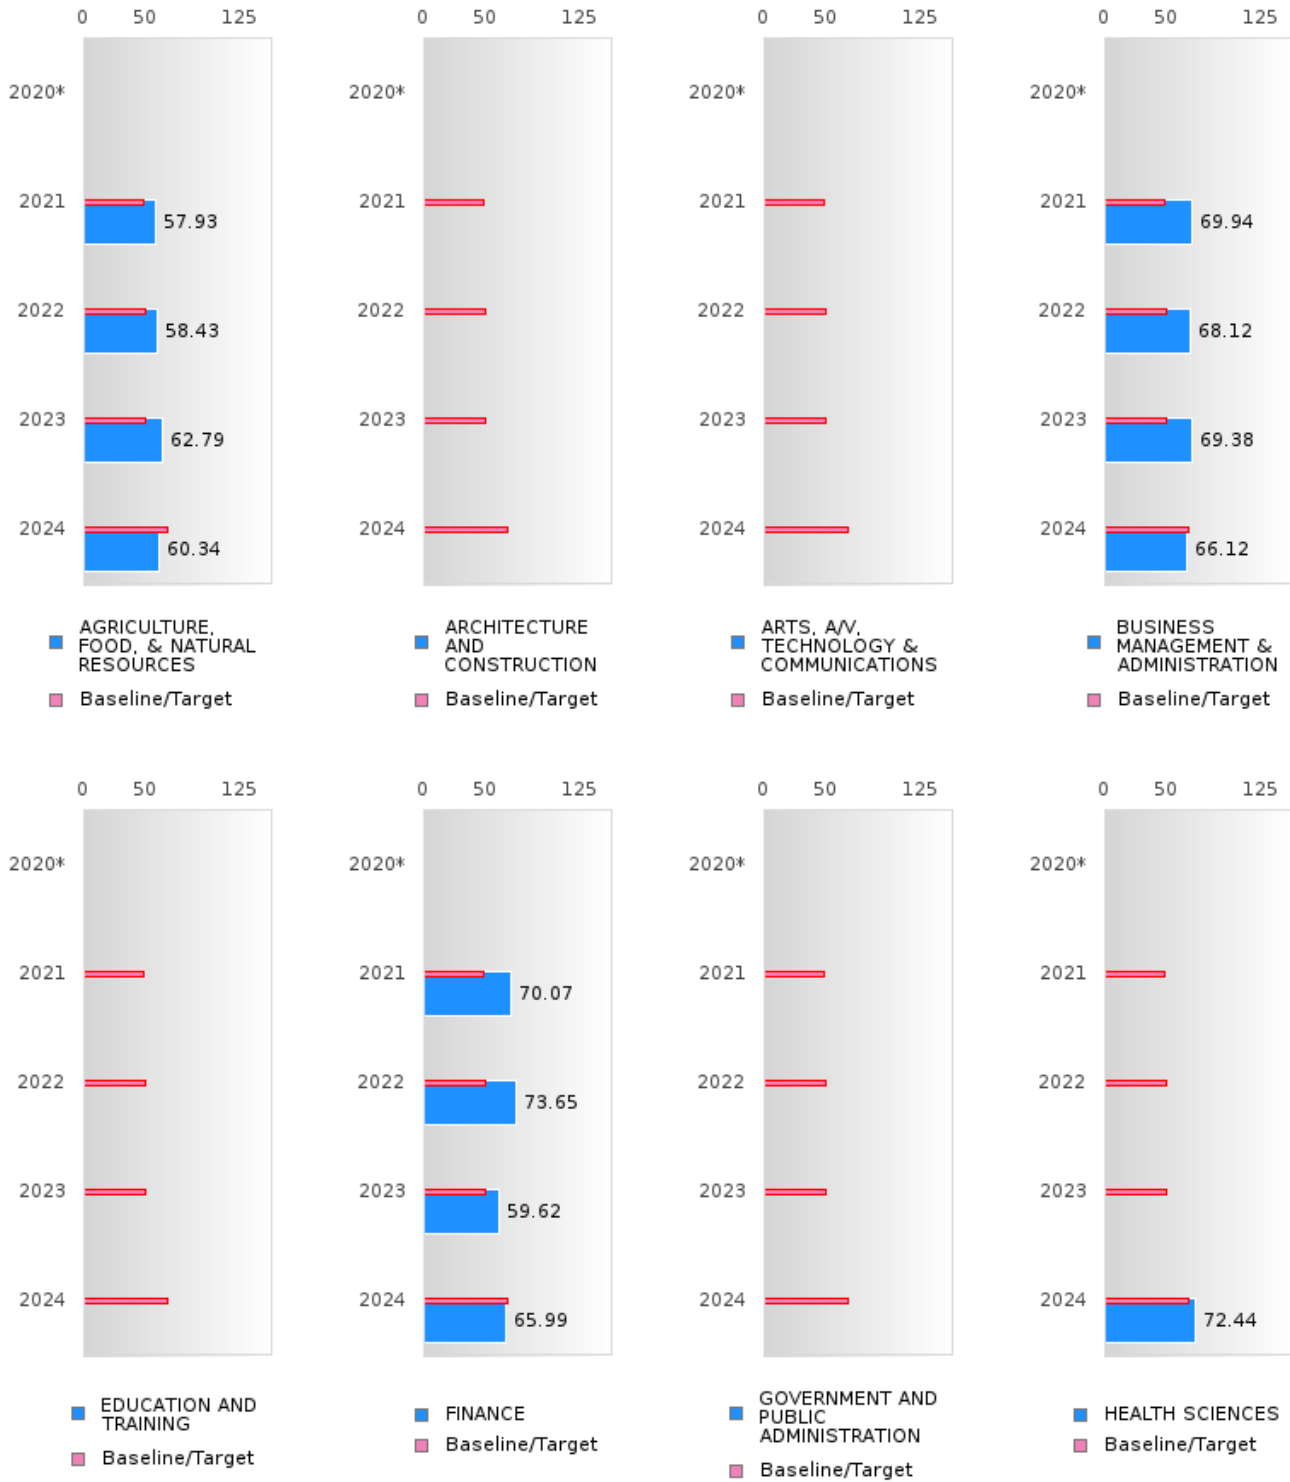 0 50 125 0 50 125 0 50 125 0 50 125
2020* 2020* 2020* 2020*
2021 2021 2021 2021
57.93 69.94
2022 2022 2022 2022
58.43 68.12
2023 2023 2023 2023
62.79 69.38
2024 2024 2024 2024
60.34 66.12
AGRICULTURE, ARCHITECTURE ARTS, A/V, BUSINESS
FOOD, & NATURAL AND TECHNOLOGY & MANAGEMENT &
RESOURCES CONSTRUCTION COMMUNICATIONS ADMINISTRATION
Baseline/Target Baseline/Target Baseline/Target Baseline/Target
0 50 125 0 50 125 0 50 125 0 50 125
2020* 2020* 2020* 2020*
2021 2021 2021 2021
70.07
2022 2022 2022 2022
73.65
2023 2023 2023 2023
59.62
2024 2024 2024 2024
65.99 72.44
EDUCATION AND
TRAINING
Baseline/Target
FINANCE
Baseline/Target
GOVERNMENT AND
PUBLIC
ADMINISTRATION
Baseline/Target
HEALTH SCIENCES
Baseline/Target